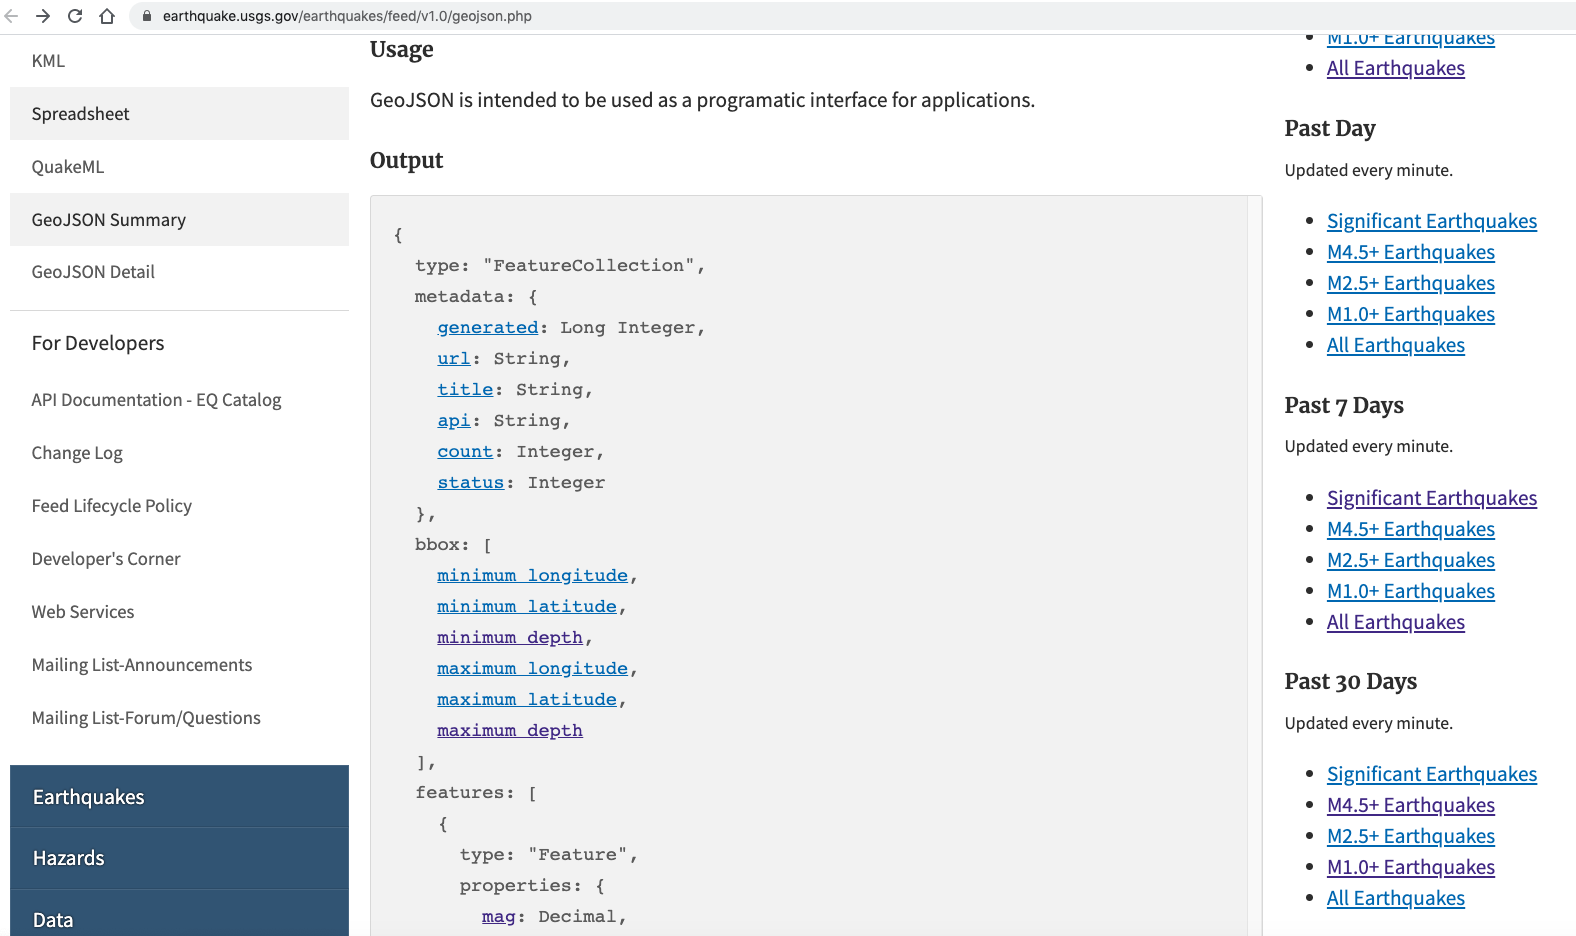 earthquake.usgs.gov/earthquakes/feed/v1.0/geojson.php
KML
Spreadsheet
QuakeML
GeoJSON Summary
GeoJSON Detail
For Developers
API Documentation - EQ Catalog
Change Log
Feed Lifecycle Policy
Developer's Corner
Web Services
Mailing List-Announcements
Mailing List-Forum/Questions
Earthquakes
Hazards
Data
Usage
GeoJSON is intended to be used as a programatic interface for applications.
Output
{
type: "FeatureCollection",
metadata: {
generated: Long Integer,
url: String,
title: String,
api: String,
count: Integer,
status: Integer
},
bbox: [
minimum longitude,
minimum latitude,
minimum depth,
maximum longitude,
maximum latitude,
maximum depth
],
features: [
{
type: "Feature",
properties: {
mag: Decimal,
M1.0+ Earthquakes
All Earthquakes
Past Day
Updated every minute.
Significant Earthquakes
M4.5+ Earthquakes
M2.5+ Earthquakes
M1.0+ Earthquakes
All Earthquakes
Past 7 Days
Updated every minute.
Significant Earthquakes
M4.5+ Earthquakes
M2.5+ Earthquakes
M1.0+ Earthquakes
All Earthquakes
Past 30 Days
Updated every minute.
Significant Earthquakes
M4.5+ Earthquakes
M2.5+ Earthquakes
M1.0+ Earthquakes
All Earthquakes